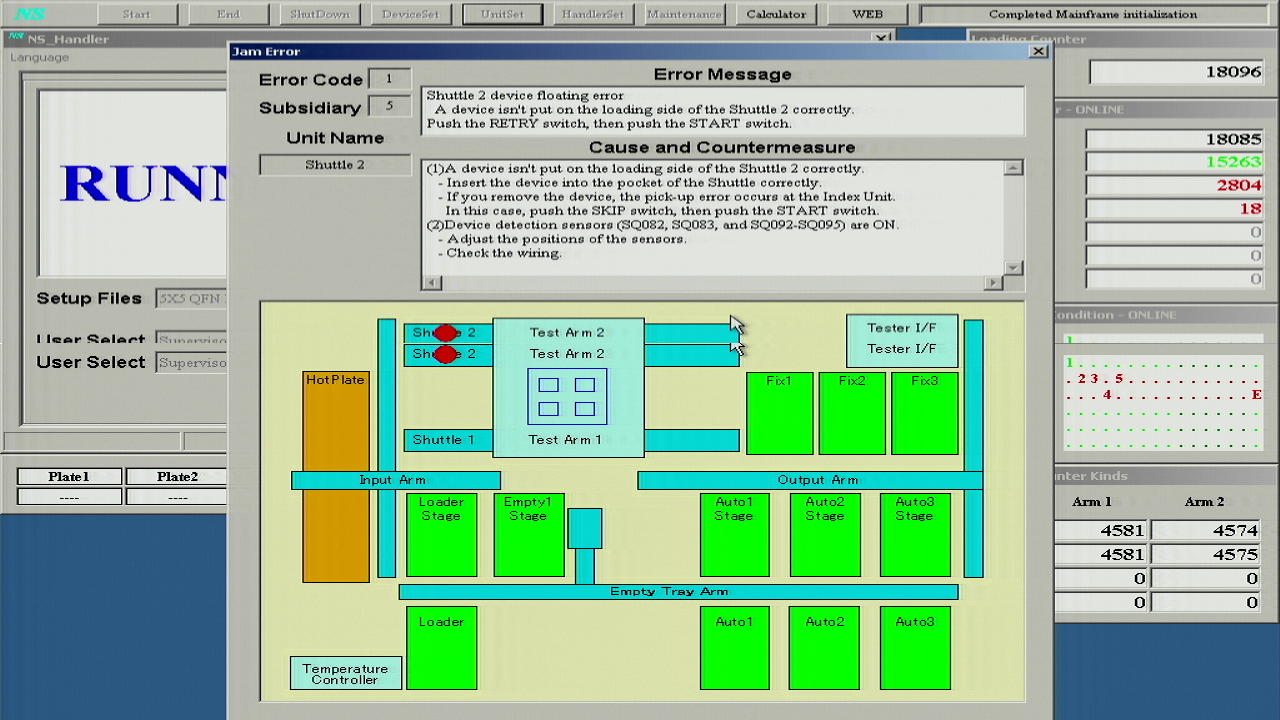 NS
Start
End
ShutDown
DeviceSet
UnitSet
HandlerSet
Maintenance
Calculator
WEB
Completed Mainframe initialization
NS NS_Handler
Language
Jam Error
Error Code 1
Subsidiary 5
Unit Name
Shuttle 2
Error Message
Shuttle 2 device floating error
A device isn't put on the loading side of the Shuttle 2 correctly.
Push the RETRY switch, then push the START switch.
Cause and Countermeasure
(1)A device isn't put on the loading side of the Shuttle 2 correctly.
- Insert the device into the pocket of the Shuttle correctly.
- If you remove the device, the pick-up error occurs at the Index Unit.
In this case, push the SKIP switch, then push the START switch.
(2)Device detection sensors (SQ082, SQ083, and SQ092-SQ095) are ON.
- Adjust the positions of the sensors.
- Check the wiring.
RUNN
Setup Files 5X5 QFN
User Select
User Select Superviso
Plate1 Plate2
---- ----
Loading Counter
18096
- ONLINE
18085
15263
2804
18
0
0
0
ondition - ONLINE
1
1 . . . . . . . . . . . . . . .
. 2 3 . 5 . . . . . . . . . . .
. . . 4 . . . . . . . . . . . E
unter Kinds
Arm 1 Arm 2
4581 4574
4581 4575
0 0
0 0
Shuttle 2
Shuttle 2
Test Arm 2
Test Arm 2
Tester I/F
Tester I/F
HotPlate
Fix1
Fix2
Fix3
Shuttle 1
Test Arm 1
Input Arm
Output Arm
Loader
Stage
Empty1
Stage
Auto1
Stage
Auto2
Stage
Auto3
Stage
Empty Tray Arm
Loader
Auto1
Auto2
Auto3
Temperature
Controller